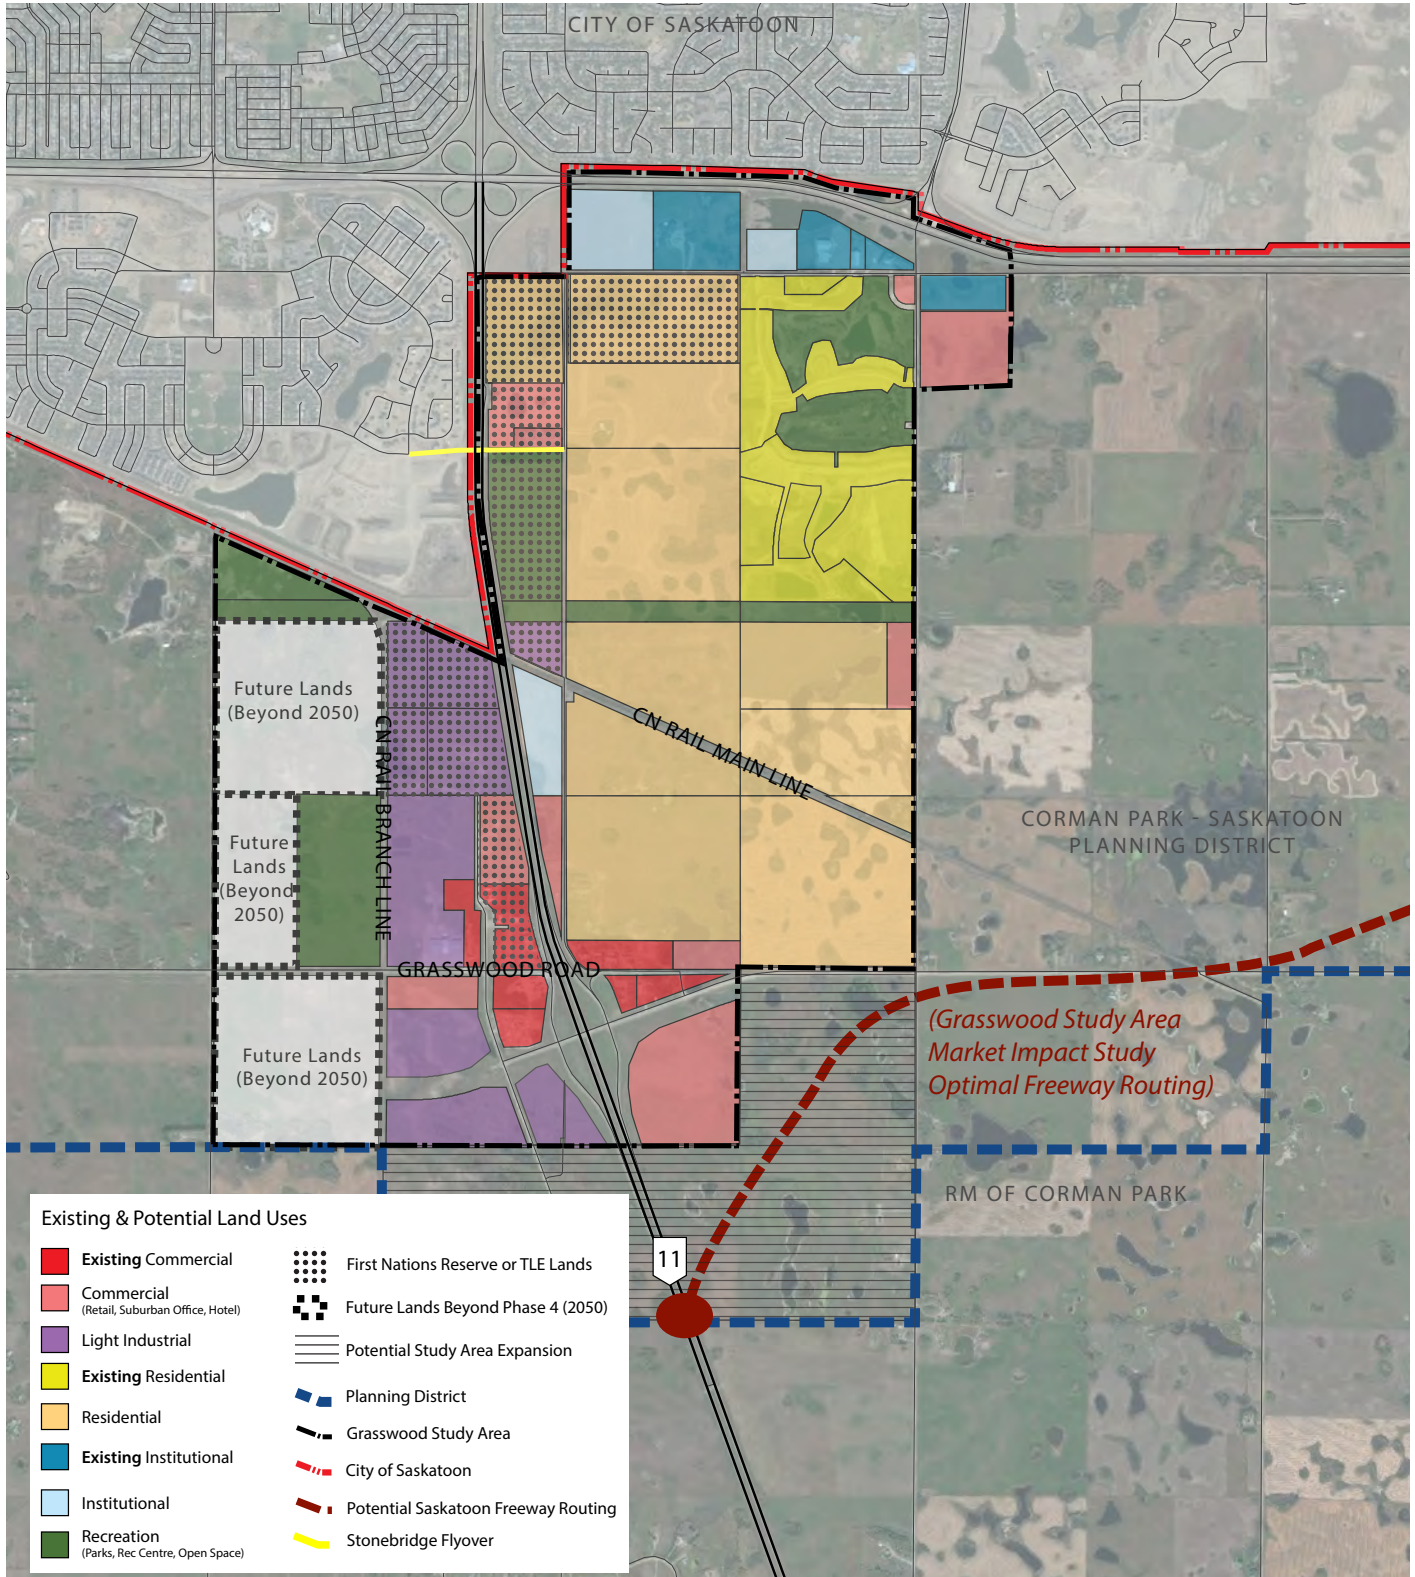 CITY OF SASKATOON
Future Lands
(Beyond 2050)
CN RAIL BRANCH LINE
CN RAIL MAIN LINE
Future
Lands
(Beyond
2050)
CORMAN PARK - SASKATOON
PLANNING DISTRICT
GRASSWOOD ROAD
(Grasswood Study Area
Market Impact Study
Optimal Freeway Routing)
Future Lands
(Beyond 2050)
RM OF CORMAN PARK
11
Existing & Potential Land Uses
Existing Commercial
Commercial
(Retail, Suburban Office, Hotel)
Light Industrial
Existing Residential
Residential
Existing Institutional
Institutional
Recreation
(Parks, Rec Centre, Open Space)
First Nations Reserve or TLE Lands
Future Lands Beyond Phase 4 (2050)
Potential Study Area Expansion
Planning District
Grasswood Study Area
City of Saskatoon
Potential Saskatoon Freeway Routing
Stonebridge Flyover